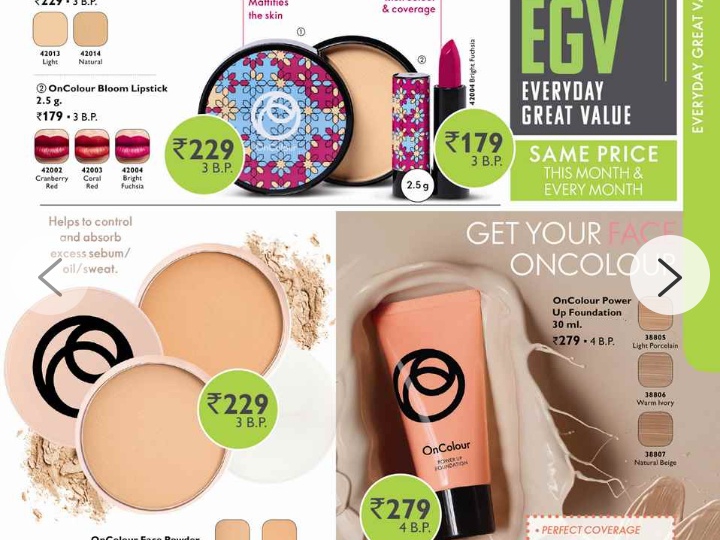 ₹229 • 3 B.P.
42013
Light
42014
Natural
② OnColour Bloom Lipstick
2.5 g.
₹179 • 3 B.P.
42002
Cranberry
Red
42003
Coral
Red
42004
Bright
Fuchsia
Mattifies
the skin
& coverage
①
②
42004 Bright Fuchsia
₹229
3 B.P.
₹179
3 B.P.
2.5 g
EGV
EVERYDAY
GREAT VALUE
SAME PRICE
THIS MONTH &
EVERY MONTH
EVERYDAY GREAT VA
Helps to control
and absorb
excess sebum/
oil/sweat.
₹229
3 B.P.
OnColour Face Powder
GET YOUR FACE
ONCOLOUR
OnColour Power
Up Foundation
30 ml.
₹279 • 4 B.P.
38805
Light Porcelain
38806
Warm Ivory
38807
Natural Beige
OnColour
POWER UP
FOUNDATION
₹279
4 B.P.
• PERFECT COVERAGE